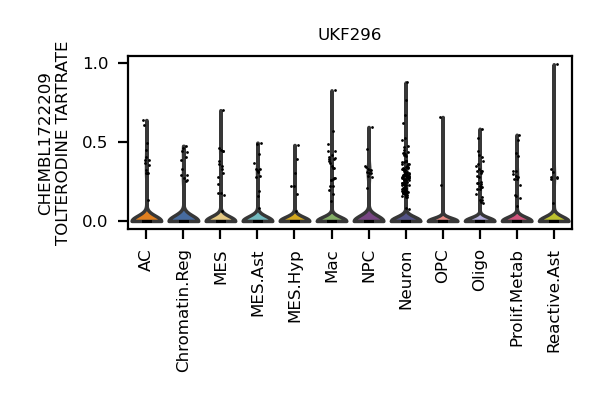 UKF296
CHEMBL1722209
TOLTERODINE TARTRATE
1.0
0.5
0.0
AC
Chromatin.Reg
MES
MES.Ast
MES.Hyp
Mac
NPC
Neuron
OPC
Oligo
Prolif.Metab
Reactive.Ast